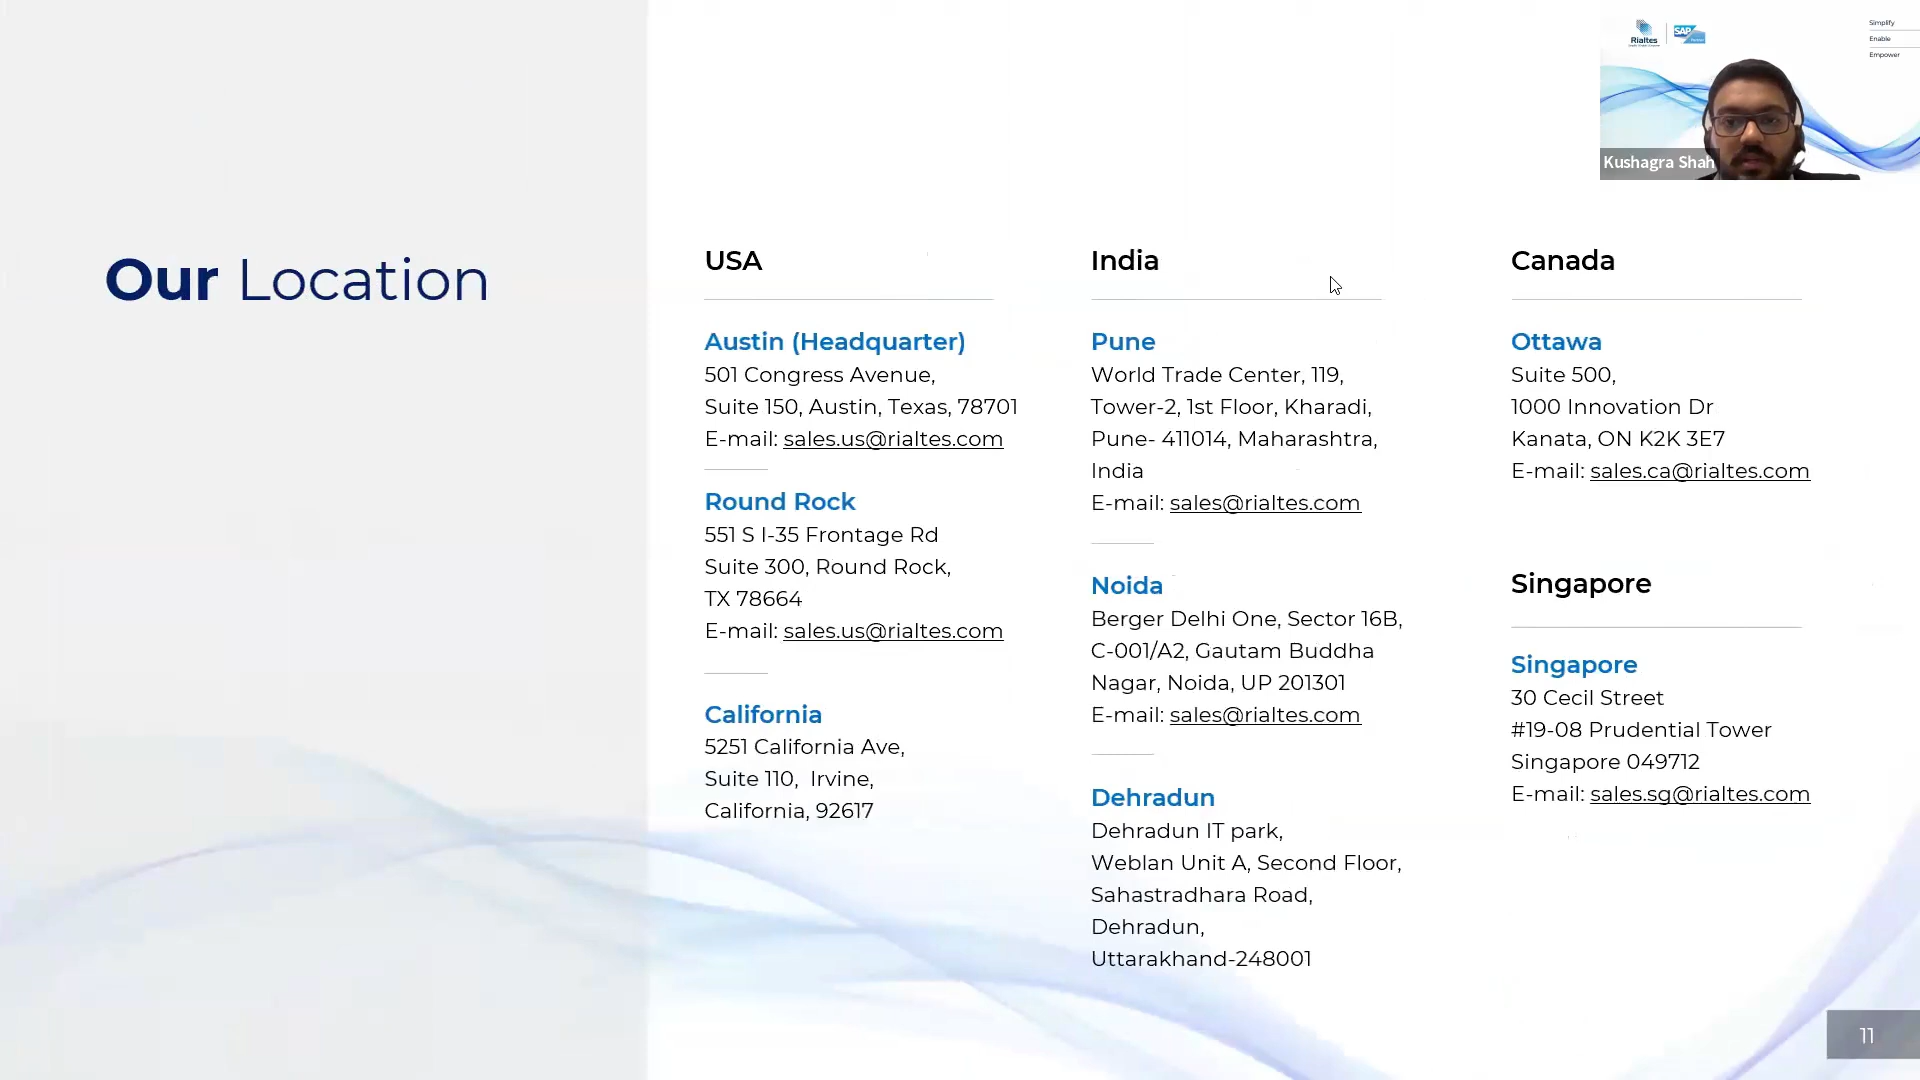 Rialtes
SAP
Simplify
Enable
Empower
Kushagra Shah
Our Location
USA
Austin (Headquarter)
501 Congress Avenue,
Suite 150, Austin, Texas, 78701
E-mail: sales.us@rialtes.com
Round Rock
551 S I-35 Frontage Rd
Suite 300, Round Rock,
TX 78664
E-mail: sales.us@rialtes.com
California
5251 California Ave,
Suite 110, Irvine,
California, 92617
India
Pune
World Trade Center, 119,
Tower-2, 1st Floor, Kharadi,
Pune- 411014, Maharashtra,
India
E-mail: sales@rialtes.com
Noida
Berger Delhi One, Sector 16B,
C-001/A2, Gautam Buddha
Nagar, Noida, UP 201301
E-mail: sales@rialtes.com
Dehradun
Dehradun IT park,
Weblan Unit A, Second Floor,
Sahastradhara Road,
Dehradun,
Uttarakhand-248001
Canada
Ottawa
Suite 500,
1000 Innovation Dr
Kanata, ON K2K 3E7
E-mail: sales.ca@rialtes.com
Singapore
Singapore
30 Cecil Street
#19-08 Prudential Tower
Singapore 049712
E-mail: sales.sg@rialtes.com
11